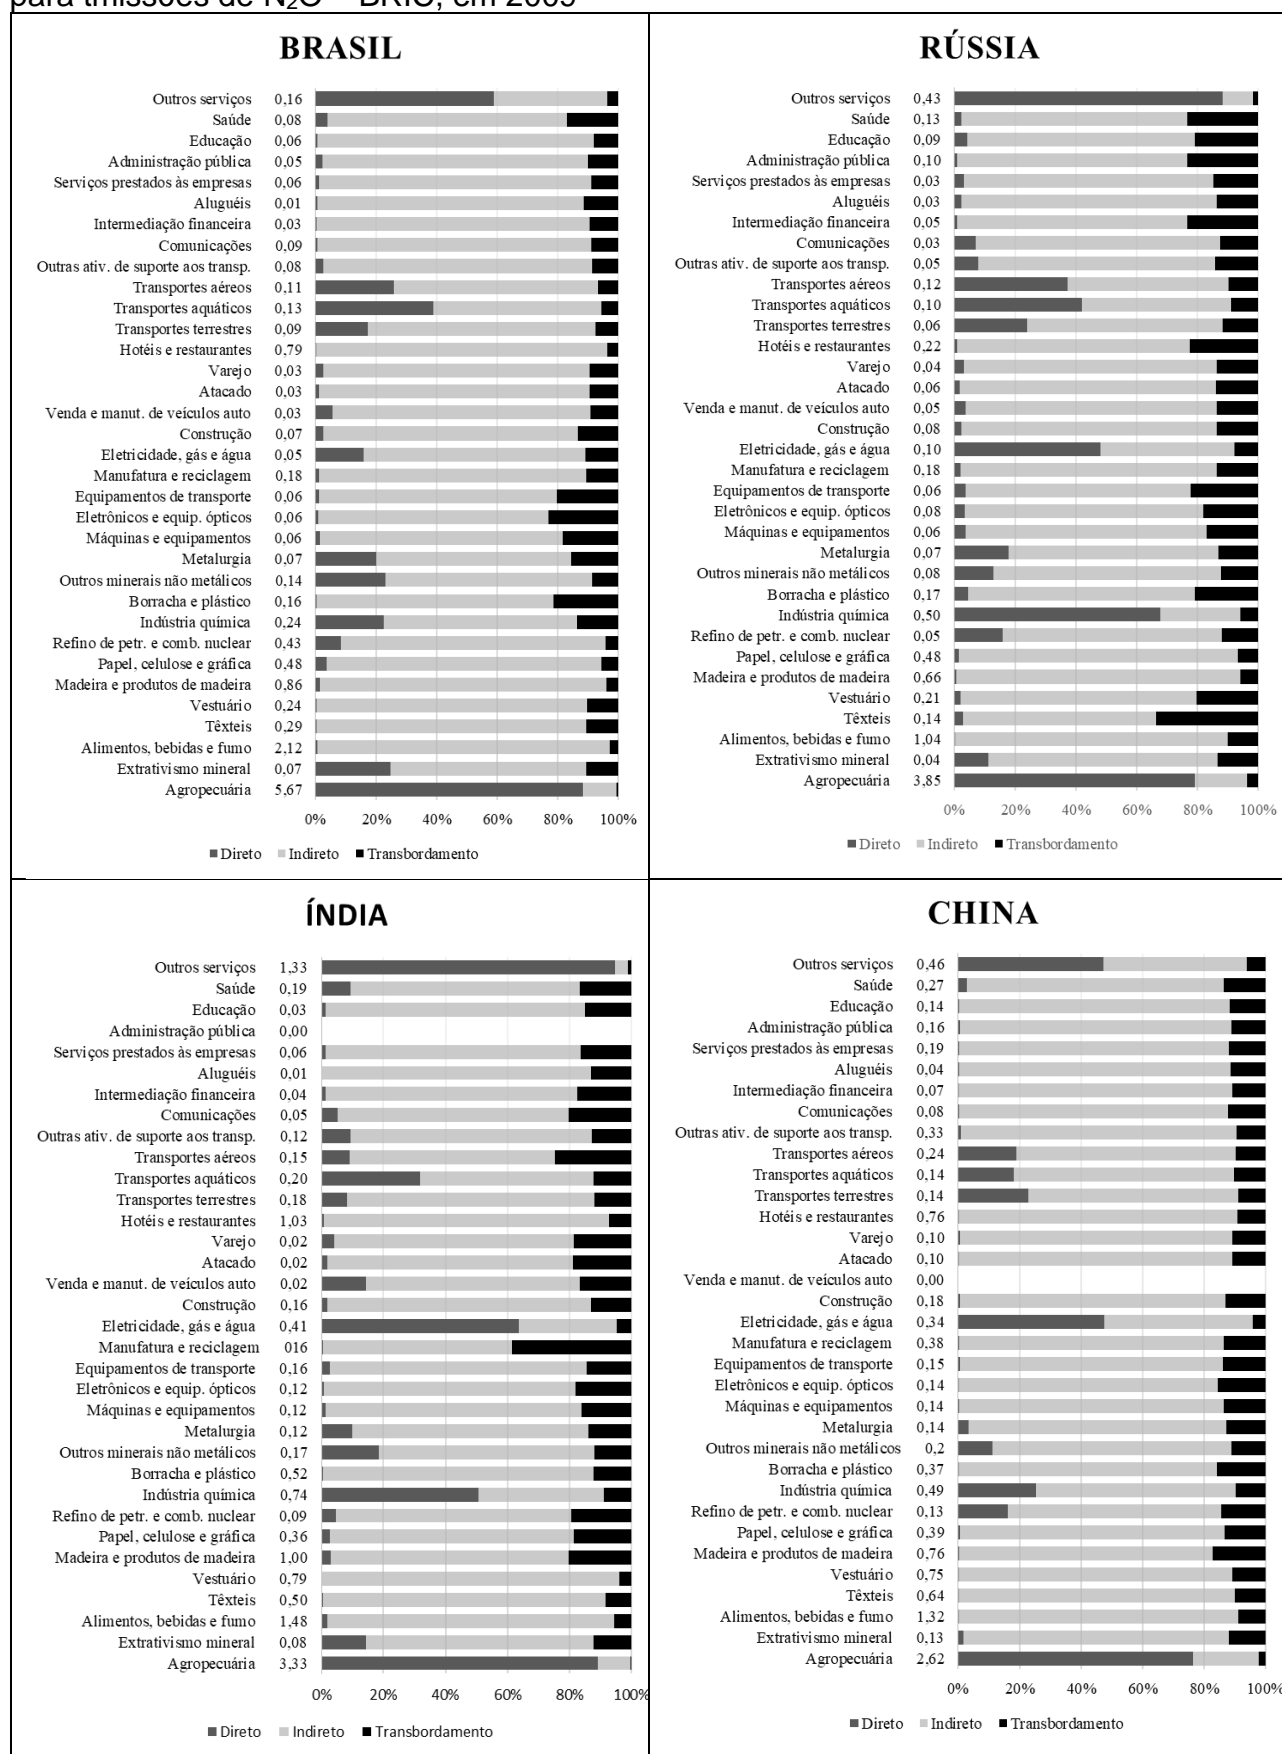 para tmissões de N₂O – BRIC, em 2009
BRASIL
Outros serviços 0,16
Saúde 0,08
Educação 0,06
Administração pública 0,05
Serviços prestados às empresas 0,06
Aluguéis 0,01
Intermediação financeira 0,03
Comunicações 0,09
Outras ativ. de suporte aos transp. 0,08
Transportes aéreos 0,11
Transportes aquáticos 0,13
Transportes terrestres 0,09
Hotéis e restaurantes 0,79
Varejo 0,03
Atacado 0,03
Venda e manut. de veículos auto 0,03
Construção 0,07
Eletricidade, gás e água 0,05
Manufatura e reciclagem 0,18
Equipamentos de transporte 0,06
Eletrônicos e equip. ópticos 0,06
Máquinas e equipamentos 0,06
Metalurgia 0,07
Outros minerais não metálicos 0,14
Borracha e plástico 0,16
Indústria química 0,24
Refino de petr. e comb. nuclear 0,43
Papel, celulose e gráfica 0,48
Madeira e produtos de madeira 0,86
Vestuário 0,24
Têxteis 0,29
Alimentos, bebidas e fumo 2,12
Extrativismo mineral 0,07
Agropecuária 5,67
0% 20% 40% 60% 80% 100%
Direto Indireto Transbordamento
RÚSSIA
Outros serviços 0,43
Saúde 0,13
Educação 0,09
Administração pública 0,10
Serviços prestados às empresas 0,03
Aluguéis 0,03
Intermediação financeira 0,05
Comunicações 0,03
Outras ativ. de suporte aos transp. 0,05
Transportes aéreos 0,12
Transportes aquáticos 0,10
Transportes terrestres 0,06
Hotéis e restaurantes 0,22
Varejo 0,04
Atacado 0,06
Venda e manut. de veículos auto 0,05
Construção 0,08
Eletricidade, gás e água 0,10
Manufatura e reciclagem 0,18
Equipamentos de transporte 0,06
Eletrônicos e equip. ópticos 0,08
Máquinas e equipamentos 0,06
Metalurgia 0,07
Outros minerais não metálicos 0,08
Borracha e plástico 0,17
Indústria química 0,50
Refino de petr. e comb. nuclear 0,05
Papel, celulose e gráfica 0,48
Madeira e produtos de madeira 0,66
Vestuário 0,21
Têxteis 0,14
Alimentos, bebidas e fumo 1,04
Extrativismo mineral 0,04
Agropecuária 3,85
0% 20% 40% 60% 80% 100%
Direto Indireto Transbordamento
ÍNDIA
Outros serviços 1,33
Saúde 0,19
Educação 0,03
Administração pública 0,00
Serviços prestados às empresas 0,06
Aluguéis 0,01
Intermediação financeira 0,04
Comunicações 0,05
Outras ativ. de suporte aos transp. 0,12
Transportes aéreos 0,15
Transportes aquáticos 0,20
Transportes terrestres 0,18
Hotéis e restaurantes 1,03
Varejo 0,02
Atacado 0,02
Venda e manut. de veículos auto 0,02
Construção 0,16
Eletricidade, gás e água 0,41
Manufatura e reciclagem 016
Equipamentos de transporte 0,16
Eletrônicos e equip. ópticos 0,12
Máquinas e equipamentos 0,12
Metalurgia 0,12
Outros minerais não metálicos 0,17
Borracha e plástico 0,52
Indústria química 0,74
Refino de petr. e comb. nuclear 0,09
Papel, celulose e gráfica 0,36
Madeira e produtos de madeira 1,00
Vestuário 0,79
Têxteis 0,50
Alimentos, bebidas e fumo 1,48
Extrativismo mineral 0,08
Agropecuária 3,33
0% 20% 40% 60% 80% 100%
Direto Indireto Transbordamento
CHINA
Outros serviços 0,46
Saúde 0,27
Educação 0,14
Administração pública 0,16
Serviços prestados às empresas 0,19
Aluguéis 0,04
Intermediação financeira 0,07
Comunicações 0,08
Outras ativ. de suporte aos transp. 0,33
Transportes aéreos 0,24
Transportes aquáticos 0,14
Transportes terrestres 0,14
Hotéis e restaurantes 0,76
Varejo 0,10
Atacado 0,10
Venda e manut. de veículos auto 0,00
Construção 0,18
Eletricidade, gás e água 0,34
Manufatura e reciclagem 0,38
Equipamentos de transporte 0,15
Eletrônicos e equip. ópticos 0,14
Máquinas e equipamentos 0,14
Metalurgia 0,14
Outros minerais não metálicos 0,2
Borracha e plástico 0,37
Indústria química 0,49
Refino de petr. e comb. nuclear 0,13
Papel, celulose e gráfica 0,39
Madeira e produtos de madeira 0,76
Vestuário 0,75
Têxteis 0,64
Alimentos, bebidas e fumo 1,32
Extrativismo mineral 0,13
Agropecuária 2,62
0% 20% 40% 60% 80% 100%
Direto Indireto Transbordamento